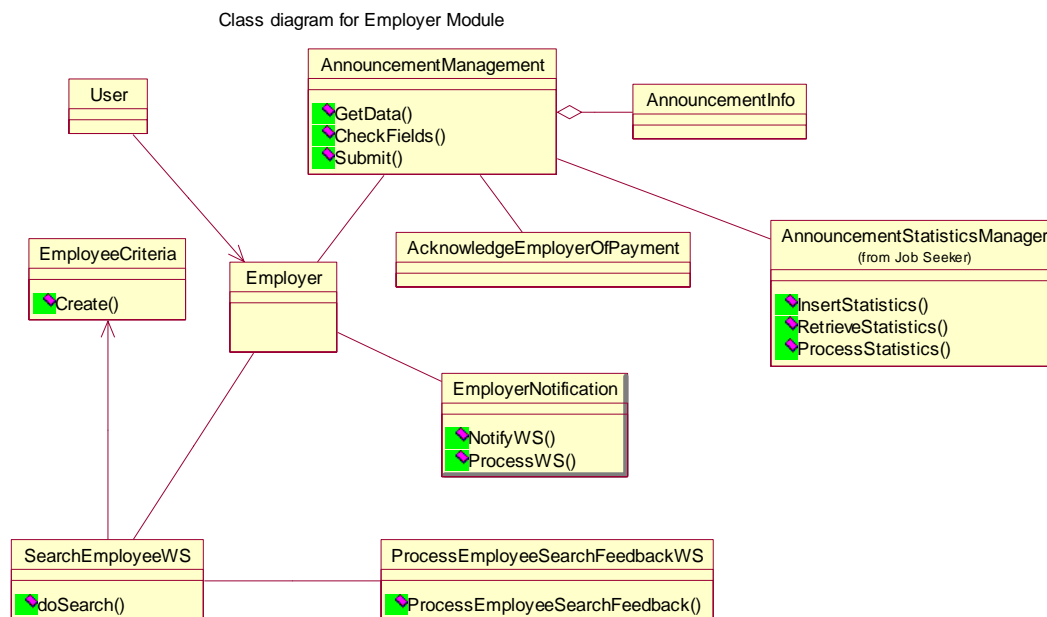 Class diagram for Employer Module
AnnouncementManagement
GetData()
CheckFields()
Submit()
User
AnnouncementInfo
EmployeeCriteria
Create()
Employer
AcknowledgeEmployerOfPayment
AnnouncementStatisticsManager
(from Job Seeker)
InsertStatistics()
RetrieveStatistics()
ProcessStatistics()
EmployerNotification
NotifyWS()
ProcessWS()
SearchEmployeeWS
doSearch()
ProcessEmployeeSearchFeedbackWS
ProcessEmployeeSearchFeedback()